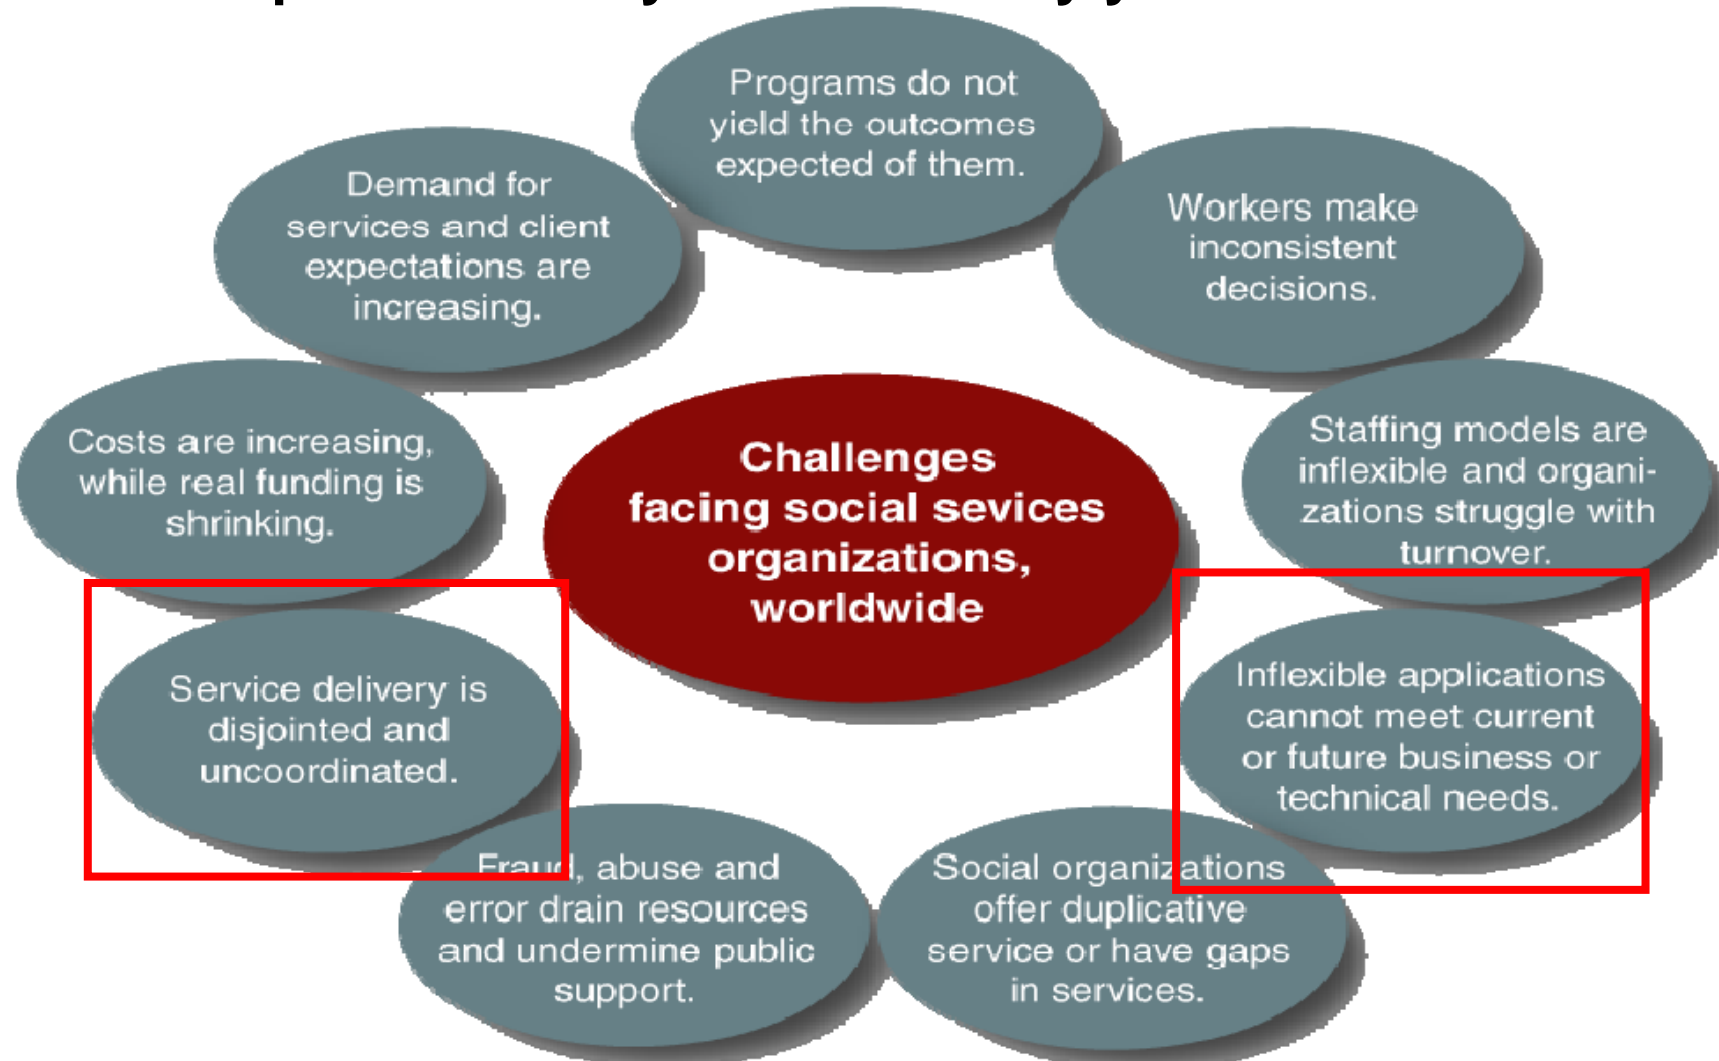 Programs do not
yield the outcomes
expected of them.
Demand for
services and client
expectations are
increasing.
Workers make
inconsistent
decisions.
Costs are increasing,
while real funding is
shrinking.
Challenges
facing social sevices
organizations,
worldwide
Staffing models are
inflexible and organi-
zations struggle with
turnover.
Service delivery is
disjointed and
uncoordinated.
Inflexible applications
cannot meet current
or future business or
technical needs.
Fraud, abuse and
error drain resources
and undermine public
support.
Social organizations
offer duplicative
service or have gaps
in services.